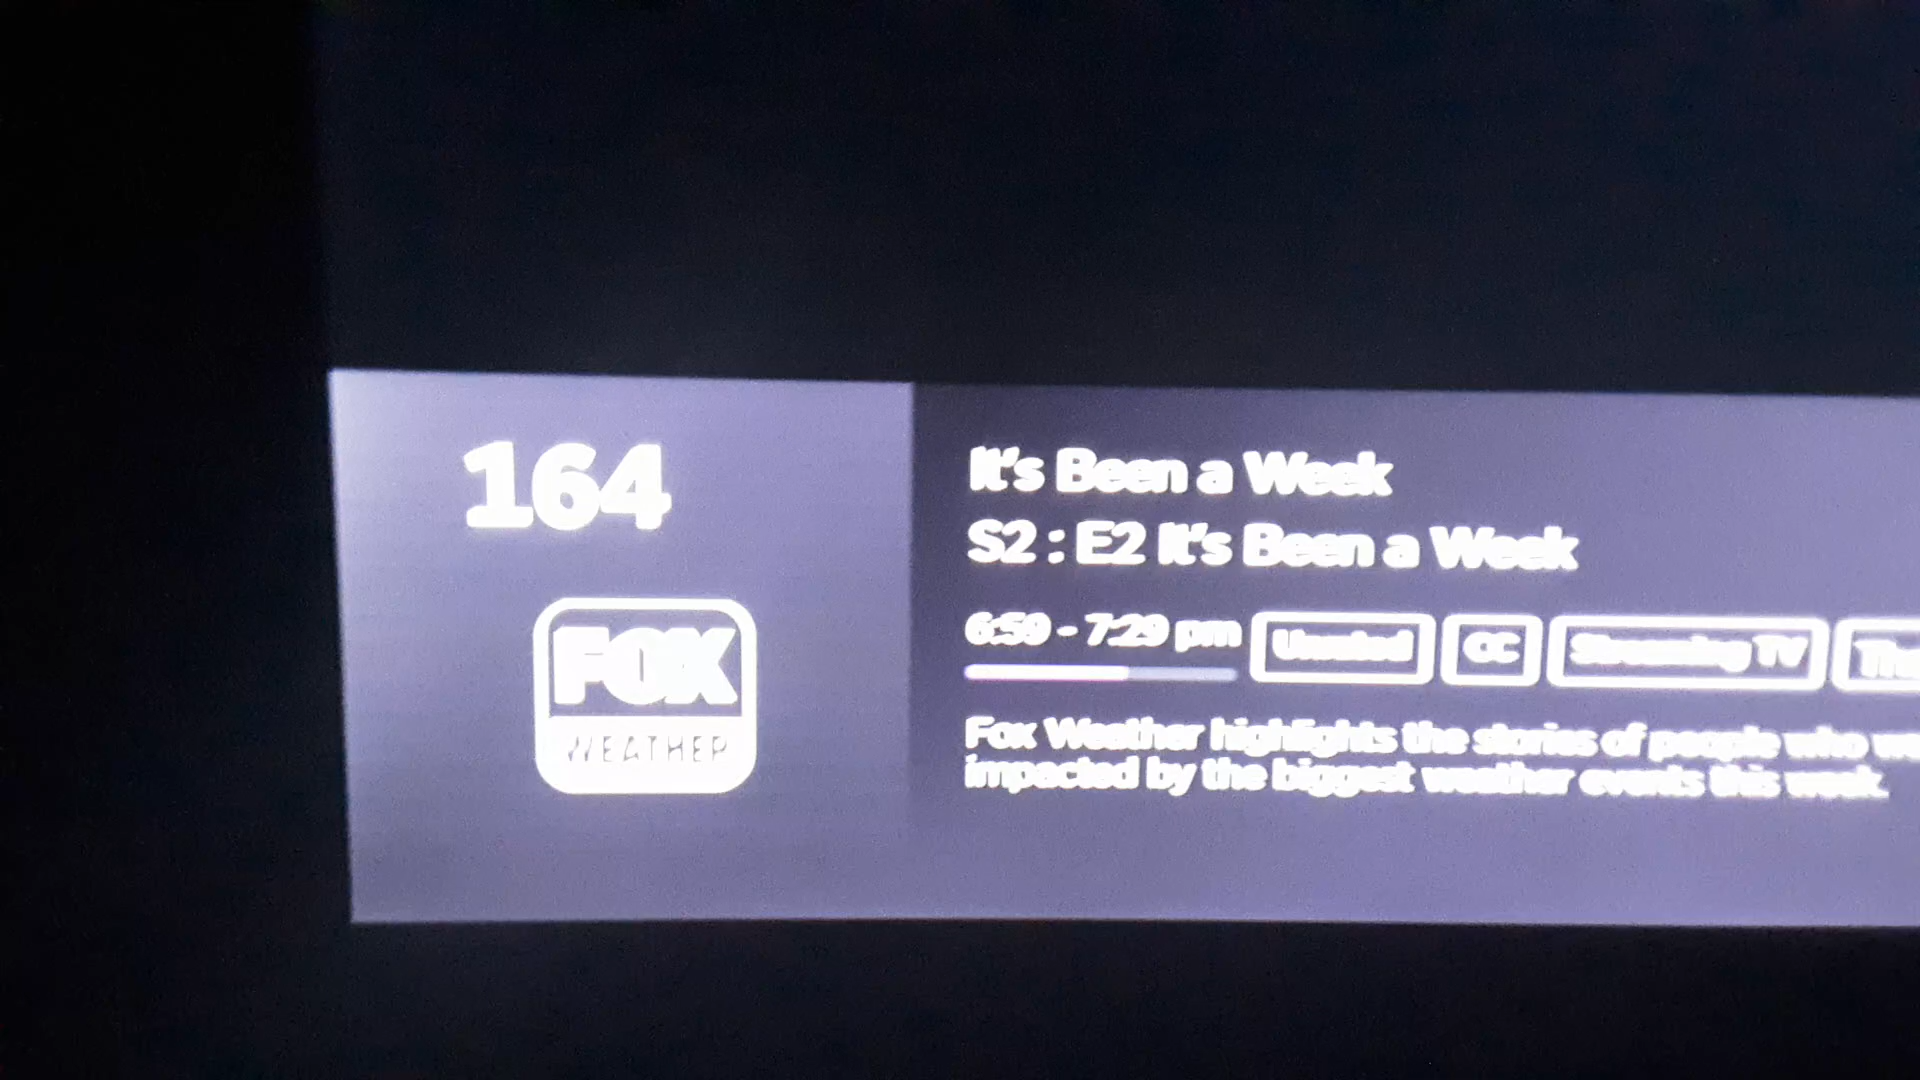 164
FOX
WEATHER
It's Been a Week
S2 : E2 It's Been a Week
6:59 - 7:29 pm
Unrated
CC
Streaming TV
Fox Weather highlights the stories of people who
impacted by the biggest weather events this week.